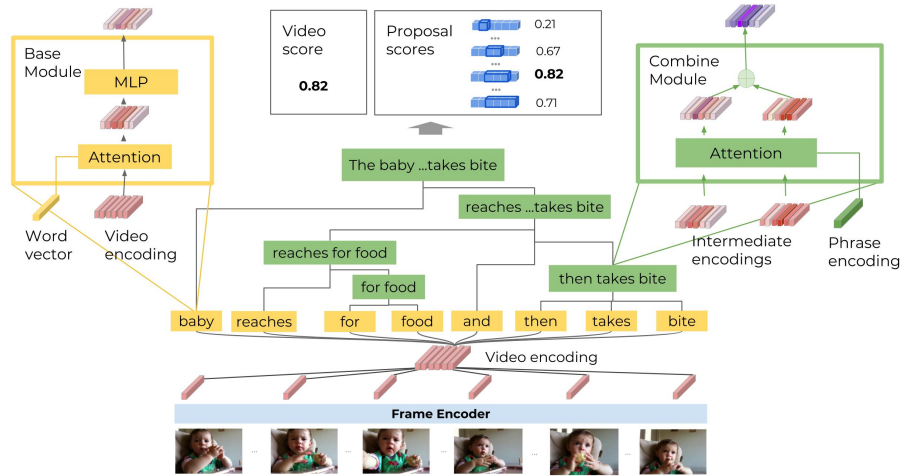 Base
Module
MLP
Attention
Word
vector
Video
encoding
Video
score
0.82
Proposal
scores
0.21
...
0.67
...
0.82
...
0.71
Combine
Module
Attention
Intermediate
encodings
Phrase
encoding
The baby ...takes bite
reaches ...takes bite
reaches for food
for food
then takes bite
baby reaches for food and then takes bite
Video encoding
Frame Encoder
... ... ... ... ...